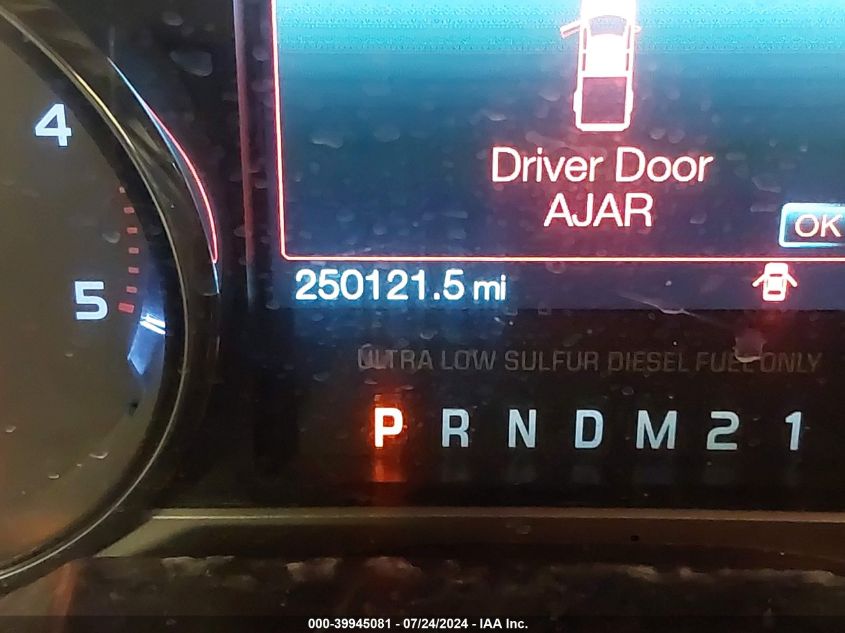 4
5
Driver Door
AJAR
OK
250121.5 mi
ULTRA LOW SULFUR DIESEL FUEL ONLY
P R N D M 2 1
000-39945081 - 07/24/2024 - IAA Inc.